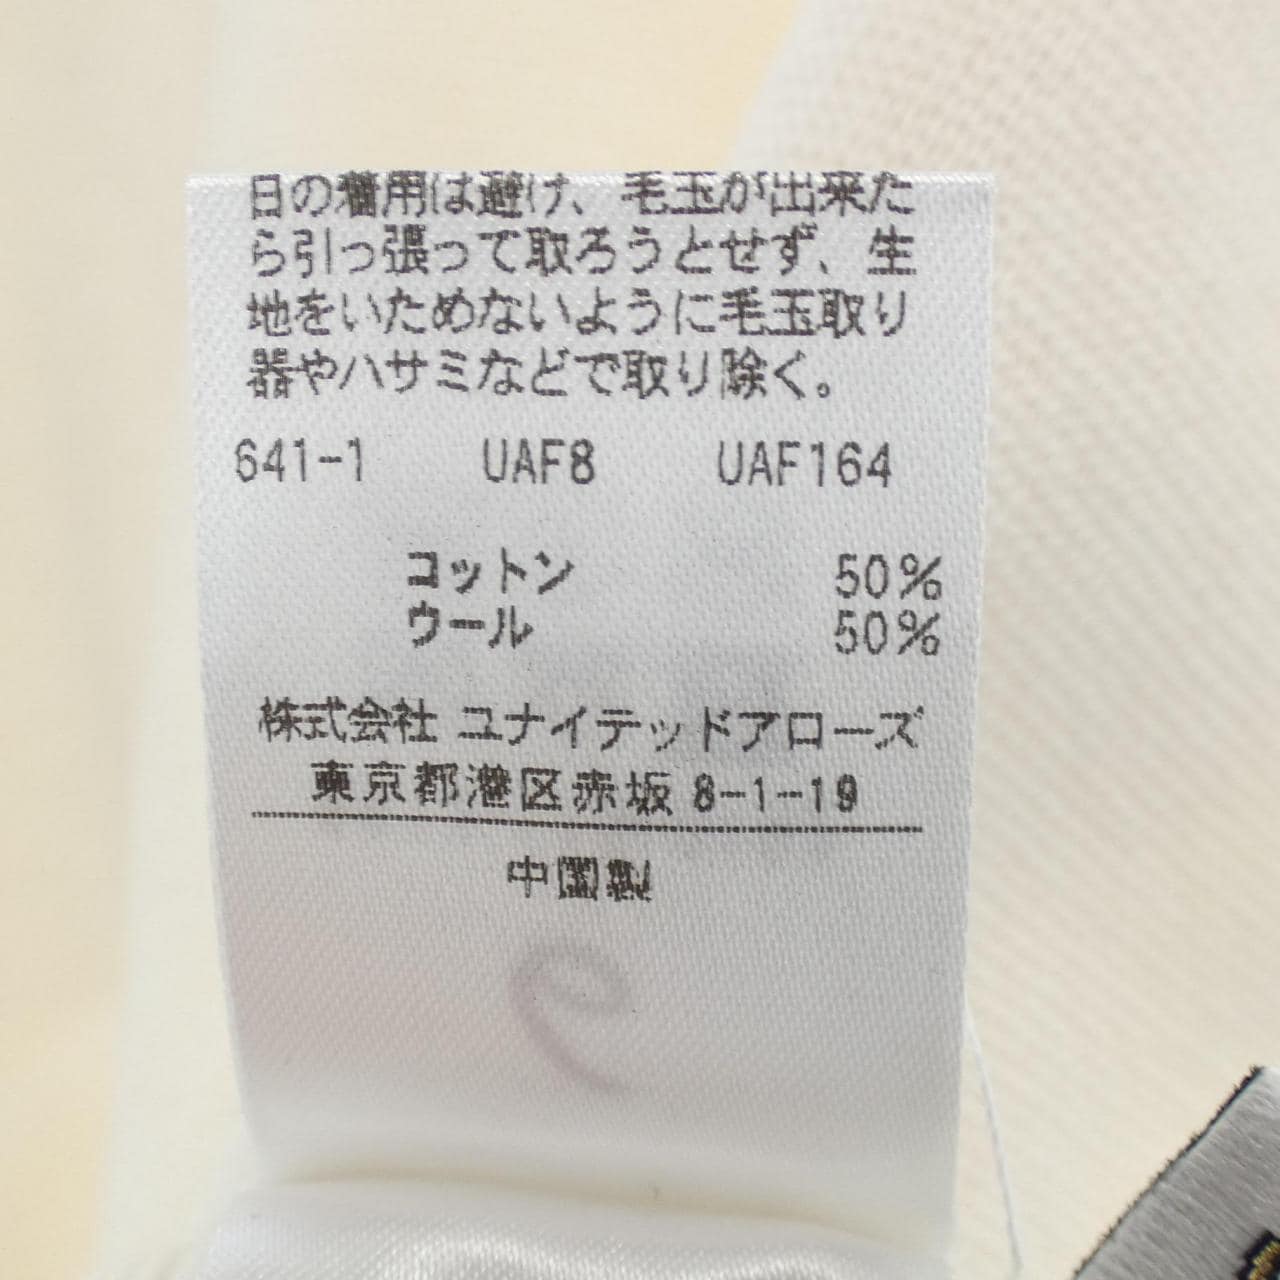 日の着用は避け、毛玉が出来た
ら引っ張って取ろうとせず、生
地をいためないように毛玉取り
器やハサミなどで取り除く。
641-1 UAF8 UAF164
コットン 50%
ウール 50%
株式会社 ユナイテッドアローズ
東京都港区赤坂 8-1-19
中国製